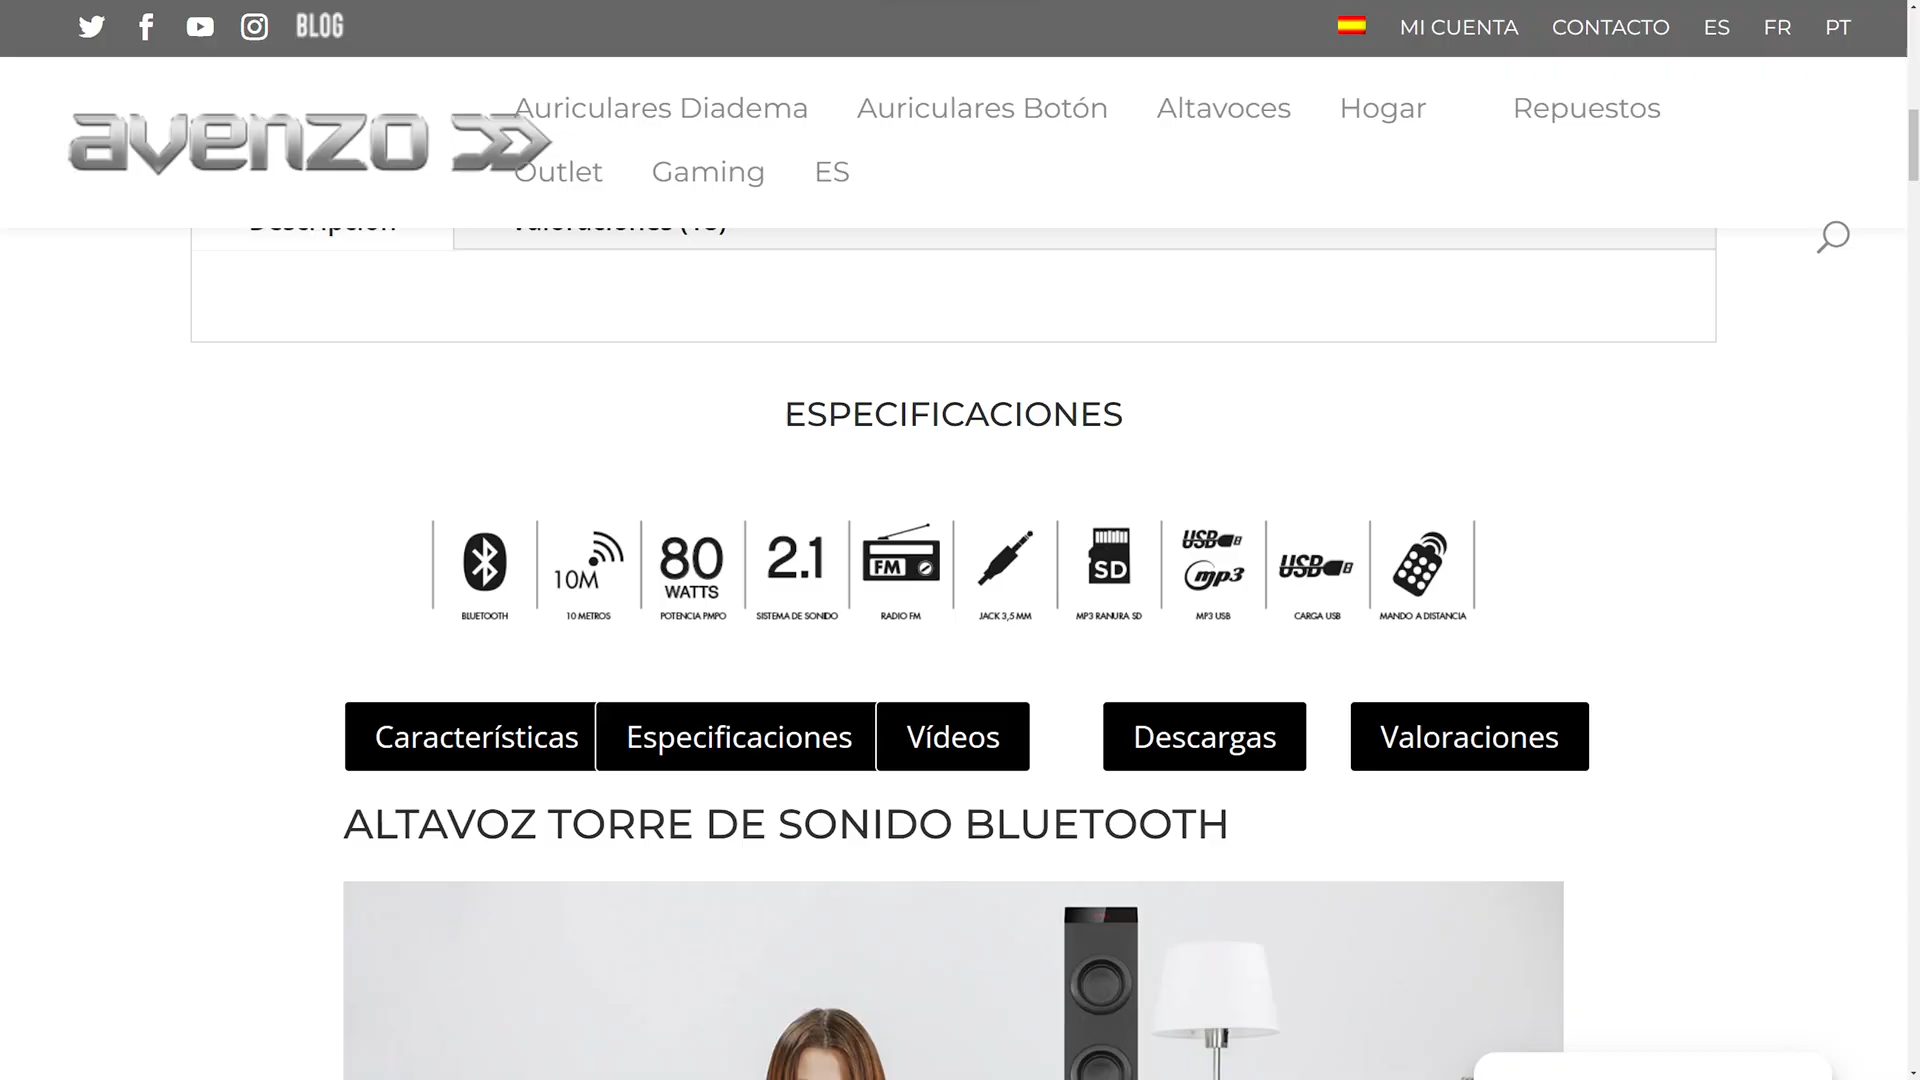 BLOG
MI CUENTA CONTACTO ES FR PT
avenzo
Auriculares Diadema Auriculares Botón Altavoces Hogar Repuestos
Outlet Gaming ES
Descripción Valoraciones
ESPECIFICACIONES
10M
80
WATTS
2.1
FM
SD
USB
mp3
USB
BLUETOOTH
10 METROS
POTENCIA PMPO
SISTEMA DE SONIDO
RADIO FM
JACK 3,5 MM
MP3 RANURA SD
MP3 USB
CARGA USB
MANDO A DISTANCIA
Características Especificaciones Vídeos Descargas Valoraciones
ALTAVOZ TORRE DE SONIDO BLUETOOTH